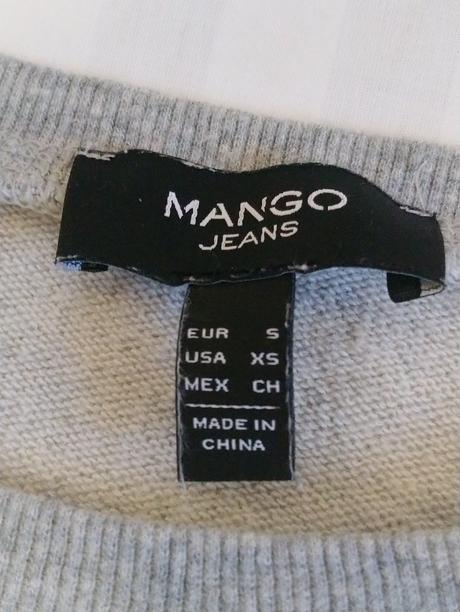 MANGO
JEANS
EUR S
USA XS
MEX CH
MADE IN
CHINA